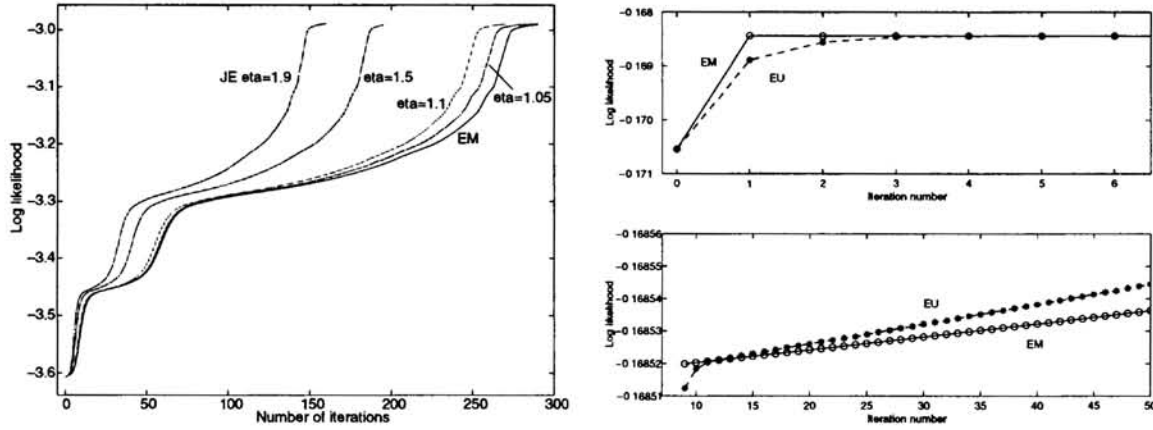 -3.0
-3.1
-3.2
-3.3
-3.4
-3.5
-3.6
Log likelihood
JE eta=1.9
eta=1.5
eta=1.1
eta=1.05
EM
0 50 100 150 200 250 300
Number of iterations
-0.168
-0.169
-0.170
-0.171
Log likelihood
EM
EU
0 1 2 3 4 5 6
Iteration number
-0.16856
-0.16855
-0.16854
-0.16853
-0.16852
-0.16851
Log likelihood
EU
EM
10 15 20 25 30 35 40 45 50
Iteration number